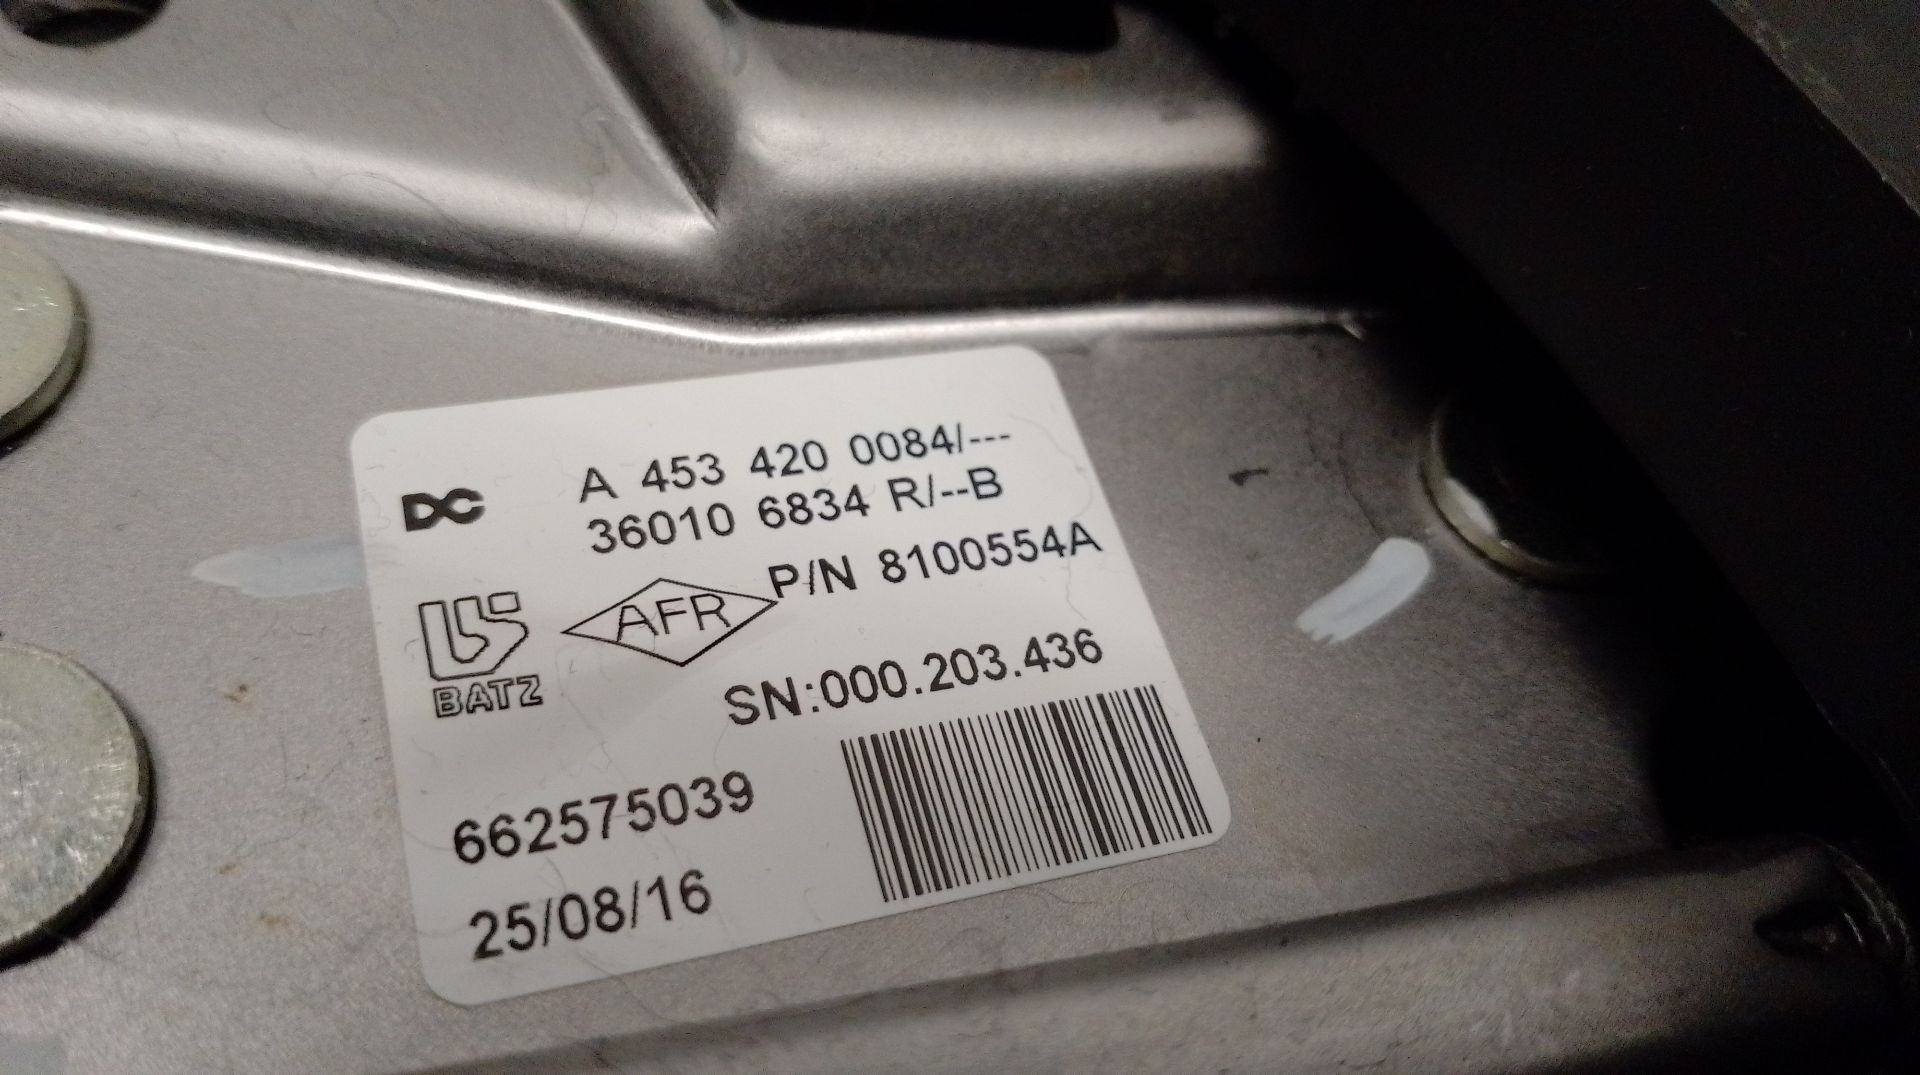 DC
A 453 420 0084/---
36010 6834 R/--B
P/N 8100554A
AFR
BATZ
SN:000.203.436
662575039
25/08/16